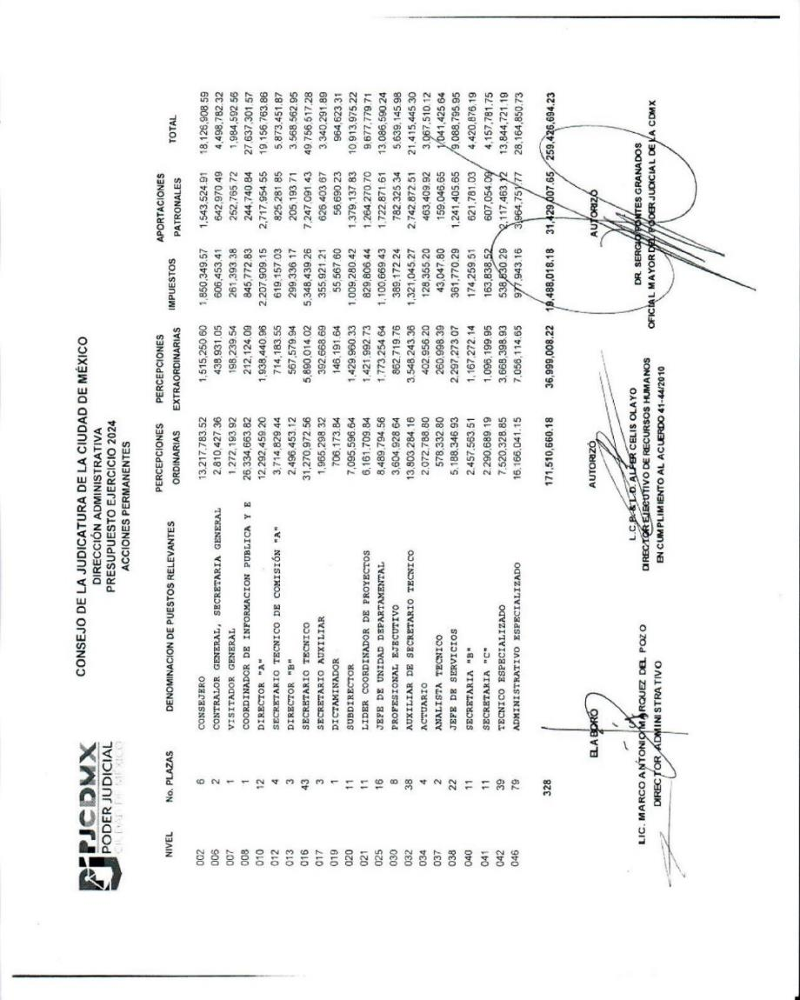 PJCDMX
PODER JUDICIAL
CIUDAD DE MÉXICO
CONSEJO DE LA JUDICATURA DE LA CIUDAD DE MÉXICO
DIRECCIÓN ADMINISTRATIVA
PRESUPUESTO EJERCICIO 2024
ACCIONES PERMANENTES
NIVEL No. PLAZAS DENOMINACION DE PUESTOS RELEVANTES PERCEPCIONES ORDINARIAS PERCEPCIONES EXTRAORDINARIAS IMPUESTOS APORTACIONES PATRONALES TOTAL
002 6 CONSEJERO 13,217,783.52 1,515,250.60 1,850,349.57 1,543,524.91 18,126,908.59
006 2 CONTRALOR GENERAL, SECRETARIA GENERAL 2,810,427.36 438,931.05 606,453.41 642,970.49 4,498,782.32
007 1 VISITADOR GENERAL 1,272,193.92 198,239.54 261,393.38 252,765.72 1,984,592.56
008 1 COORDINADOR DE INFORMACION PUBLICA Y E 26,334,663.82 212,124.09 845,772.83 244,740.84 27,637,301.57
010 12 DIRECTOR "A" 12,292,459.20 1,938,440.96 2,207,909.15 2,717,954.55 19,156,763.86
012 4 SECRETARIO TECNICO DE COMISIÓN "A" 3,714,829.44 714,183.55 619,157.03 825,281.85 5,873,451.87
013 3 DIRECTOR "B" 2,496,453.12 567,579.94 299,336.17 205,193.71 3,568,562.95
016 43 SECRETARIO TECNICO 31,270,972.56 5,890,014.02 5,348,439.26 7,247,091.43 49,756,517.28
017 3 SECRETARIO AUXILIAR 1,965,298.32 392,668.69 355,921.21 626,403.67 3,340,291.89
019 1 DICTAMINADOR 706,173.84 146,191.64 55,567.60 56,690.23 964,623.31
020 11 SUBDIRECTOR 7,095,596.64 1,429,960.33 1,009,280.42 1,379,137.83 10,913,975.22
021 11 LIDER COORDINADOR DE PROYECTOS 6,161,709.84 1,421,992.73 829,806.44 1,264,270.70 9,677,779.71
025 16 JEFE DE UNIDAD DEPARTAMENTAL 8,489,794.56 1,773,254.64 1,100,669.43 1,722,871.61 13,086,590.24
030 8 PROFESIONAL EJECUTIVO 3,604,928.64 862,719.76 389,172.24 782,325.34 5,639,145.98
032 38 AUXILIAR DE SECRETARIO TECNICO 13,803,284.16 3,548,243.36 1,321,045.27 2,742,872.51 21,415,445.30
034 4 ACTUARIO 2,072,788.80 402,956.20 128,355.20 463,409.92 3,067,510.12
037 2 ANALISTA TECNICO 578,332.80 260,998.39 43,047.80 159,046.65 1,041,425.64
038 22 JEFE DE SERVICIOS 5,188,346.93 2,297,273.07 361,770.29 1,241,405.65 9,088,795.95
040 11 SECRETARIA "B" 2,457,563.51 1,167,272.14 174,259.51 621,781.03 4,420,876.19
041 11 SECRETARIA "C" 2,290,689.19 1,096,199.95 163,838.52 607,054.09 4,157,781.75
042 39 TECNICO ESPECIALIZADO 7,520,328.85 3,668,398.93 538,530.29 2,117,463.12 13,844,721.19
046 79 ADMINISTRATIVO ESPECIALIZADO 16,166,041.15 7,056,114.65 977,943.16 3,964,751.77 28,164,850.73
328 171,510,660.18 36,999,008.22 19,488,018.18 31,429,007.65 259,426,694.23
ELABORÓ AUTORIZÓ AUTORIZÓ
LIC. MARCO ANTONIO MARQUEZ DEL POZO L.C.P. & L.D. ALFER CELIS OLAYO DR. SERGIO FONTES GRANADOS
DIRECTOR ADMINISTRATIVO DIRECTOR EJECUTIVO DE RECURSOS HUMANOS OFICIAL MAYOR DEL PODER JUDICIAL DE LA CDMX
EN CUMPLIMIENTO AL ACUERDO 41-44/2010